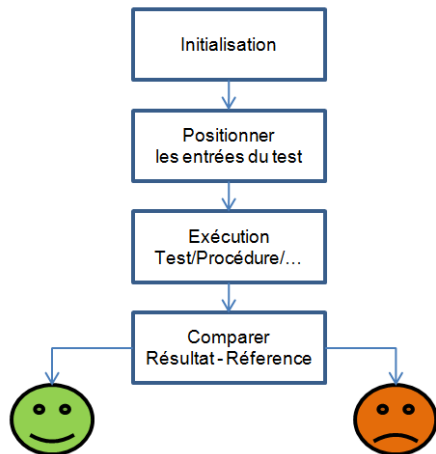 Initialisation
Positionner
les entrées du test
Exécution
Test/Procédure/...
Comparer
Résultat-Réference